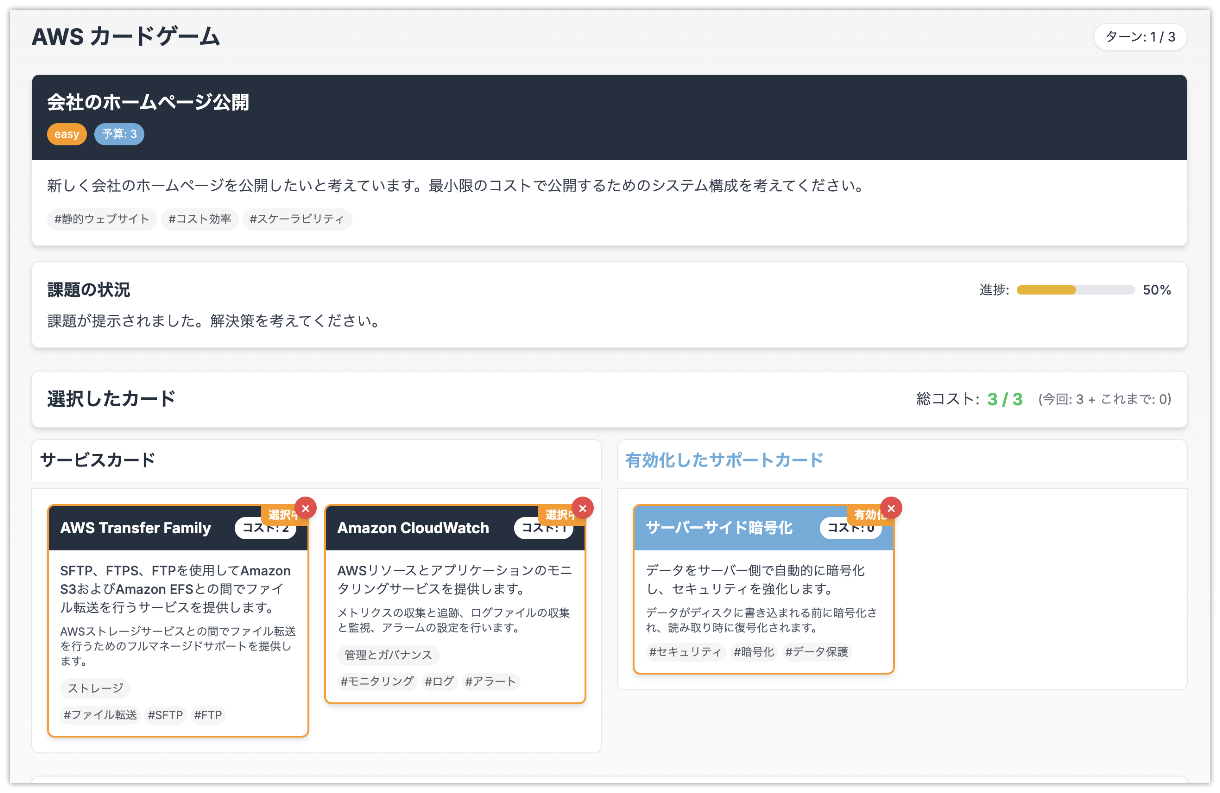 AWS カードゲーム
ターン: 1 / 3
会社のホームページ公開
easy
予算: 3
新しく会社のホームページを公開したいと考えています。最小限のコストで公開するためのシステム構成を考えてください。
#静的ウェブサイト #コスト効率 #スケーラビリティ
課題の状況
進捗: 50%
課題が提示されました。解決策を考えてください。
選択したカード
総コスト: 3 / 3 (今回: 3 + これまで: 0)
サービスカード
AWS Transfer Family
コスト: 2
選択中
SFTP、FTPS、FTPを使用してAmazon
S3およびAmazon EFSとの間でファイ
ル転送を行うサービスを提供します。
AWSストレージサービスとの間でファイル転送
を行うためのフルマネージドサポートを提供し
ます。
ストレージ
#ファイル転送 #SFTP #FTP
Amazon CloudWatch
コスト: 1
選択中
AWSリソースとアプリケーションのモニ
タリングサービスを提供します。
メトリクスの収集と追跡、ログファイルの収集
と監視、アラームの設定を行います。
管理とガバナンス
#モニタリング #ログ #アラート
有効化したサポートカード
サーバーサイド暗号化
コスト: 0
有効化
データをサーバー側で自動的に暗号化
し、セキュリティを強化します。
データがディスクに書き込まれる前に暗号化さ
れ、読み取り時に復号化されます。
#セキュリティ #暗号化 #データ保護